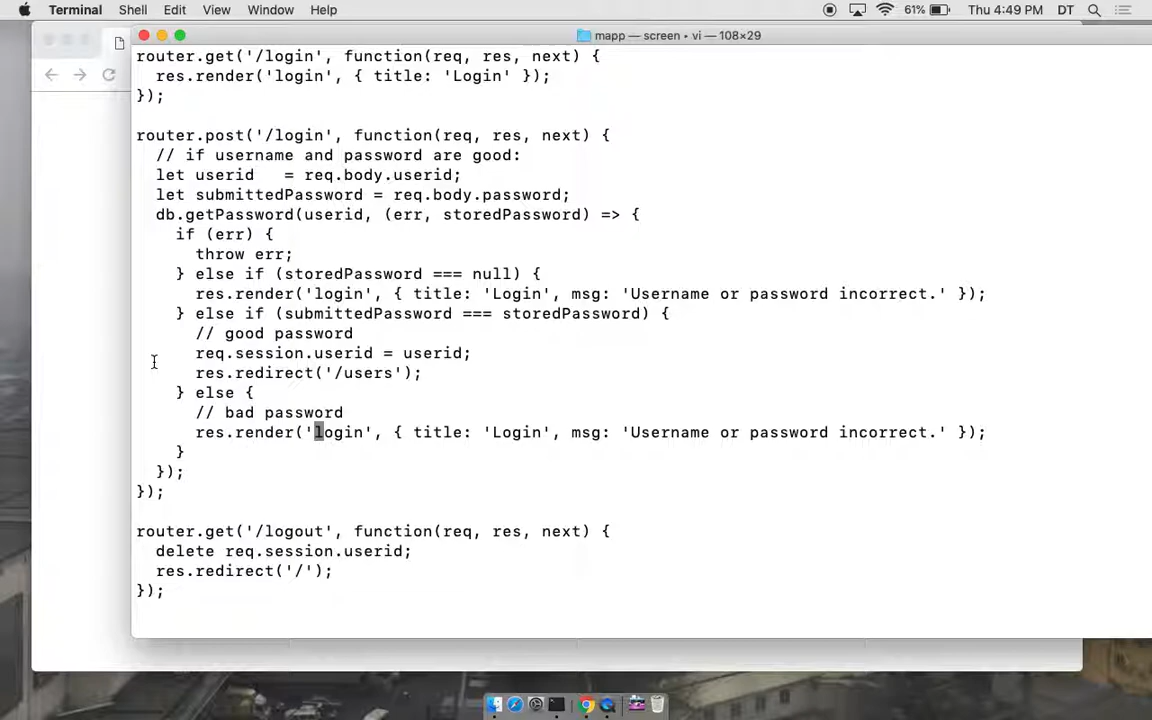 Terminal Shell Edit View Window Help 61% Thu 4:49 PM DT
mapp — screen • vi — 108×29
router.get('/login', function(req, res, next) {
  res.render('login', { title: 'Login' });
});

router.post('/login', function(req, res, next) {
  // if username and password are good:
  let userid   = req.body.userid;
  let submittedPassword = req.body.password;
  db.getPassword(userid, (err, storedPassword) => {
    if (err) {
      throw err;
    } else if (storedPassword === null) {
      res.render('login', { title: 'Login', msg: 'Username or password incorrect.' });
    } else if (submittedPassword === storedPassword) {
      // good password
      req.session.userid = userid;
      res.redirect('/users');
    } else {
      // bad password
      res.render('login', { title: 'Login', msg: 'Username or password incorrect.' });
    }
  });
});

router.get('/logout', function(req, res, next) {
  delete req.session.userid;
  res.redirect('/');
});